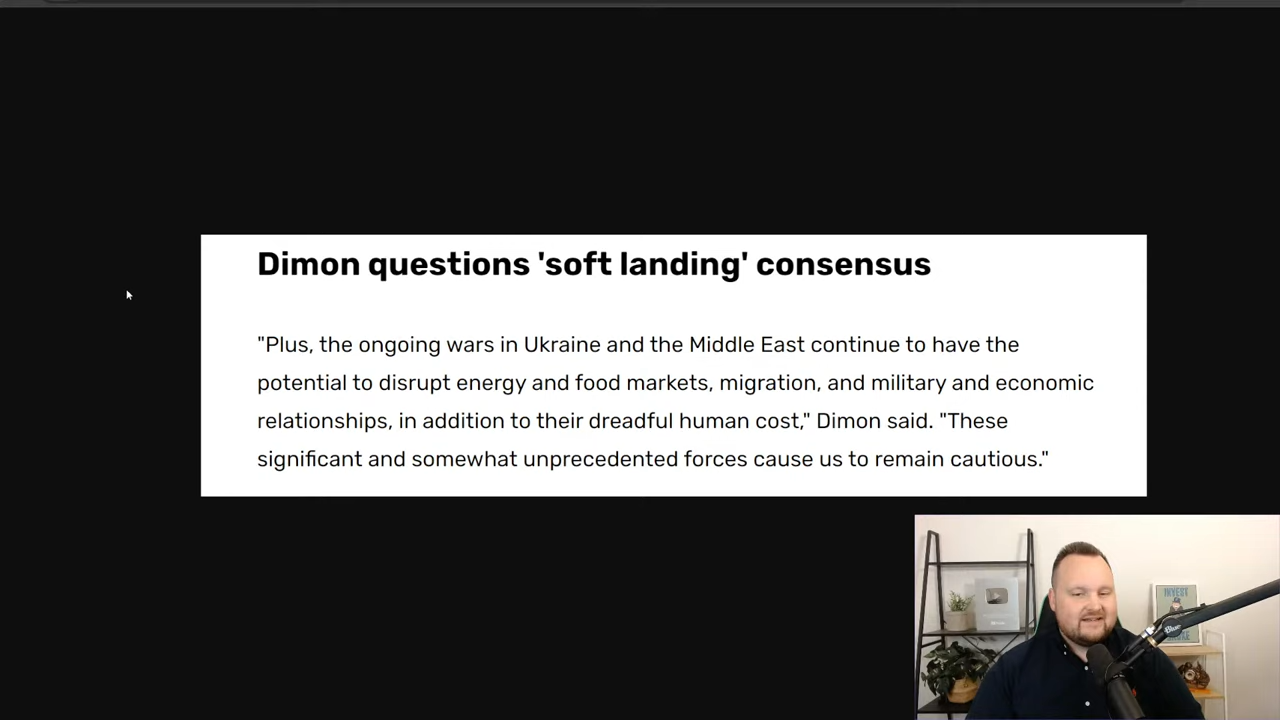 Dimon questions 'soft landing' consensus
"Plus, the ongoing wars in Ukraine and the Middle East continue to have the
potential to disrupt energy and food markets, migration, and military and economic
relationships, in addition to their dreadful human cost," Dimon said. "These
significant and somewhat unprecedented forces cause us to remain cautious."
INVEST
Blue